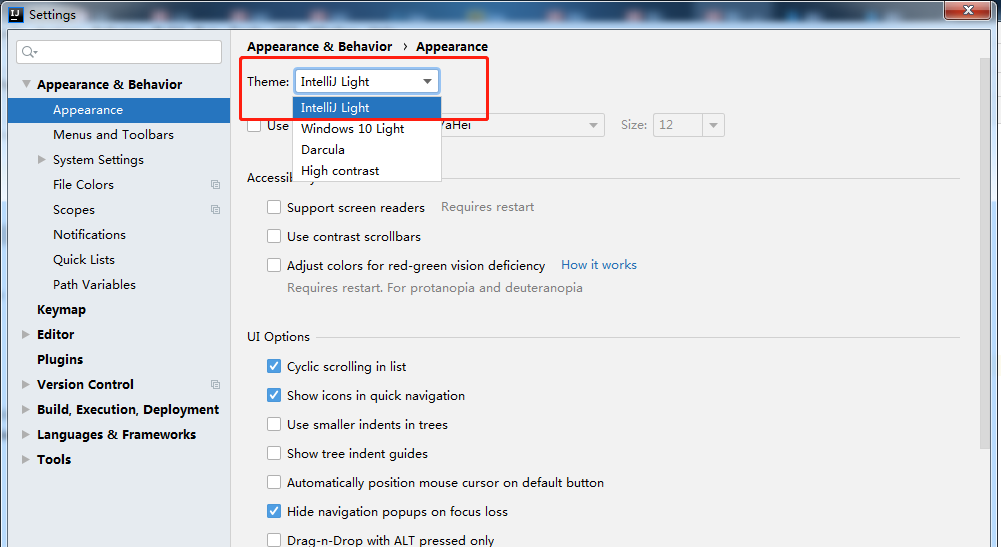 IJ Settings
Appearance & Behavior › Appearance
Theme: IntelliJ Light
IntelliJ Light
Windows 10 Light
Darcula
High contrast
Use
Size: 12
Appearance & Behavior
Appearance
Menus and Toolbars
System Settings
File Colors
Scopes
Notifications
Quick Lists
Path Variables
Keymap
Editor
Plugins
Version Control
Build, Execution, Deployment
Languages & Frameworks
Tools
Support screen readers Requires restart
Use contrast scrollbars
Adjust colors for red-green vision deficiency How it works
Requires restart. For protanopia and deuteranopia
UI Options
Cyclic scrolling in list
Show icons in quick navigation
Use smaller indents in trees
Show tree indent guides
Automatically position mouse cursor on default button
Hide navigation popups on focus loss
Drag-n-Drop with ALT pressed only